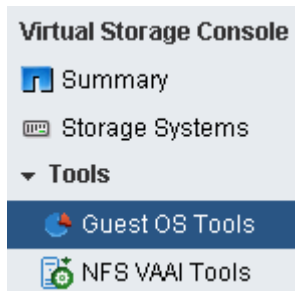 Virtual Storage Console
Summary
Storage Systems
Tools
Guest OS Tools
NFS VAAI Tools